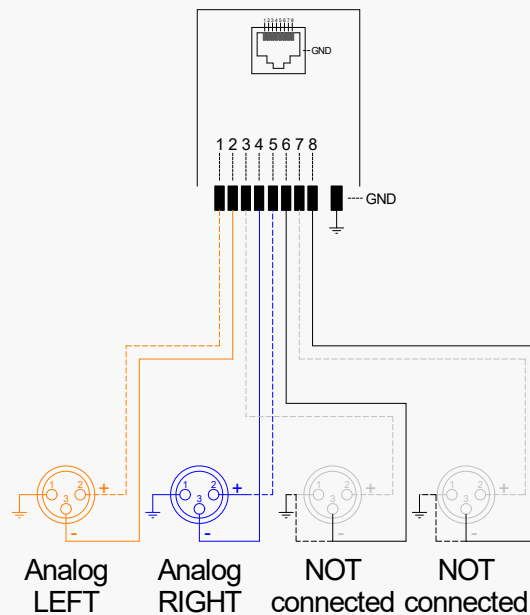 12345678
GND
1 2 3 4 5 6 7 8
GND
1 2 + 1 2 + 1 2 + 1 2 +
3 3 3 3
- - - -
Analog Analog NOT NOT
LEFT RIGHT connected connected